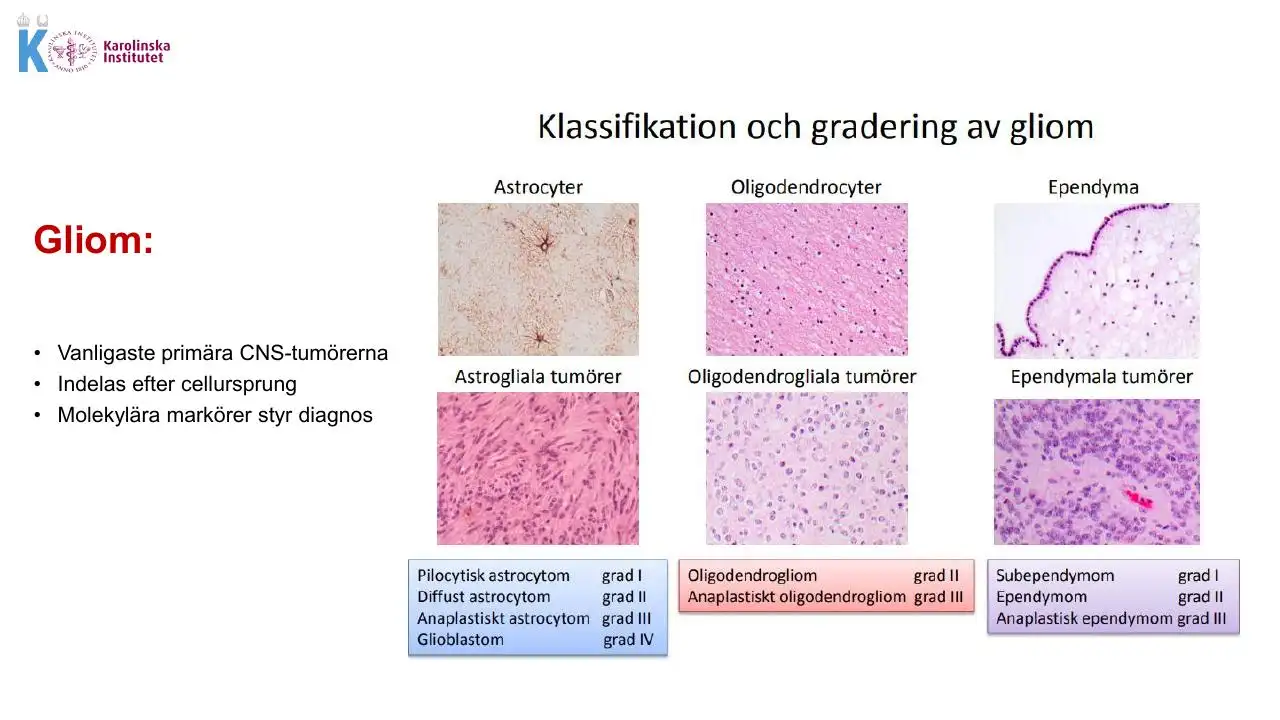 Karolinska
Institutet
Klassifikation och gradering av gliom
Gliom:
• Vanligaste primära CNS-tumörerna
• Indelas efter cellursprung
• Molekylära markörer styr diagnos
Astrocyter
Oligodendrocyter
Ependyma
Astrogliala tumörer
Oligodendrogliala tumörer
Ependymala tumörer
Pilocytisk astrocytom grad I
Diffust astrocytom grad II
Anaplastiskt astrocytom grad III
Glioblastom grad IV
Oligodendrogliom grad II
Anaplastiskt oligodendrogliom grad III
Subependymom grad I
Ependymom grad II
Anaplastisk ependymom grad III